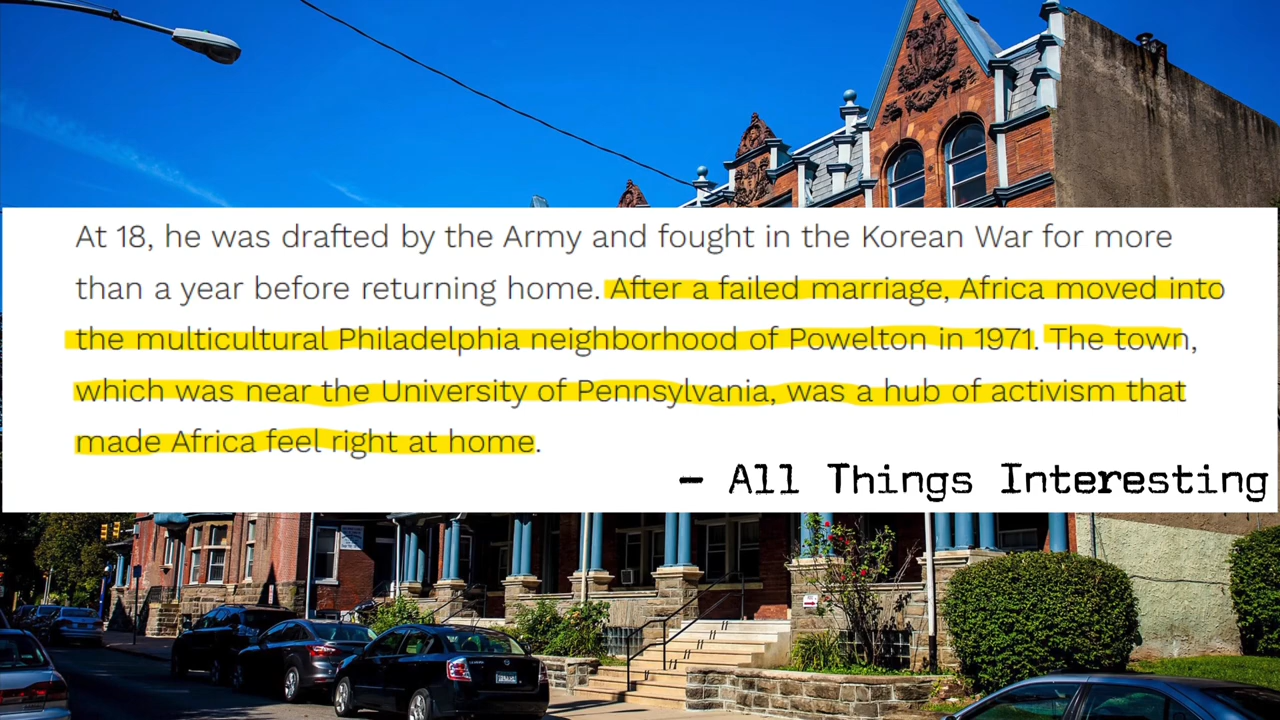 At 18, he was drafted by the Army and fought in the Korean War for more
than a year before returning home. After a failed marriage, Africa moved into
the multicultural Philadelphia neighborhood of Powelton in 1971. The town,
which was near the University of Pennsylvania, was a hub of activism that
made Africa feel right at home.
– All Things Interesting